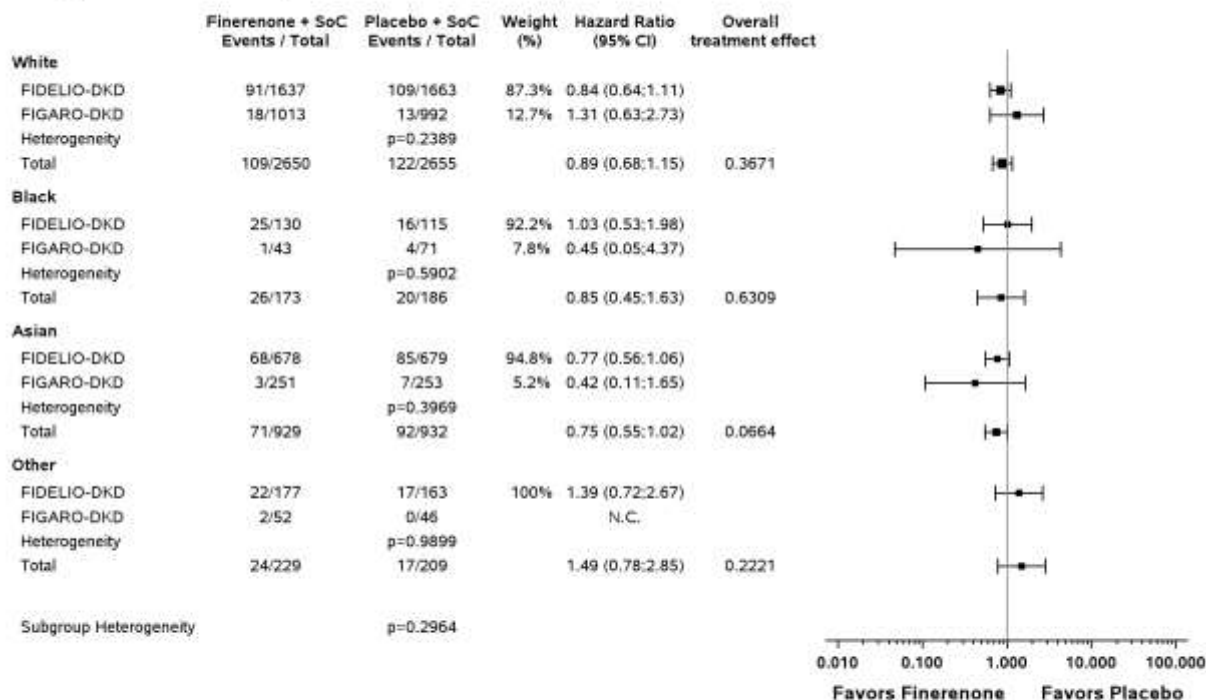 Finerenone + SoC Placebo + SoC Weight Hazard Ratio Overall
Events / Total Events / Total (%) (95% CI) treatment effect
White
FIDELIO-DKD 91/1637 109/1663 87.3% 0.84 (0.64;1.11)
FIGARO-DKD 18/1013 13/992 12.7% 1.31 (0.63;2.73)
Heterogeneity p=0.2389
Total 109/2650 122/2655 0.89 (0.68;1.15) 0.3671
Black
FIDELIO-DKD 25/130 16/115 92.2% 1.03 (0.53;1.98)
FIGARO-DKD 1/43 4/71 7.8% 0.45 (0.05;4.37)
Heterogeneity p=0.5902
Total 26/173 20/186 0.85 (0.45;1.63) 0.6309
Asian
FIDELIO-DKD 68/678 85/679 94.8% 0.77 (0.56;1.06)
FIGARO-DKD 3/251 7/253 5.2% 0.42 (0.11;1.65)
Heterogeneity p=0.3969
Total 71/929 92/932 0.75 (0.55;1.02) 0.0664
Other
FIDELIO-DKD 22/177 17/163 100% 1.39 (0.72;2.67)
FIGARO-DKD 2/52 0/46 N.C.
Heterogeneity p=0.9899
Total 24/229 17/209 1.49 (0.78;2.85) 0.2221
Subgroup Heterogeneity p=0.2964
0.010 0.100 1.000 10.000 100.000
Favors Finerenone Favors Placebo